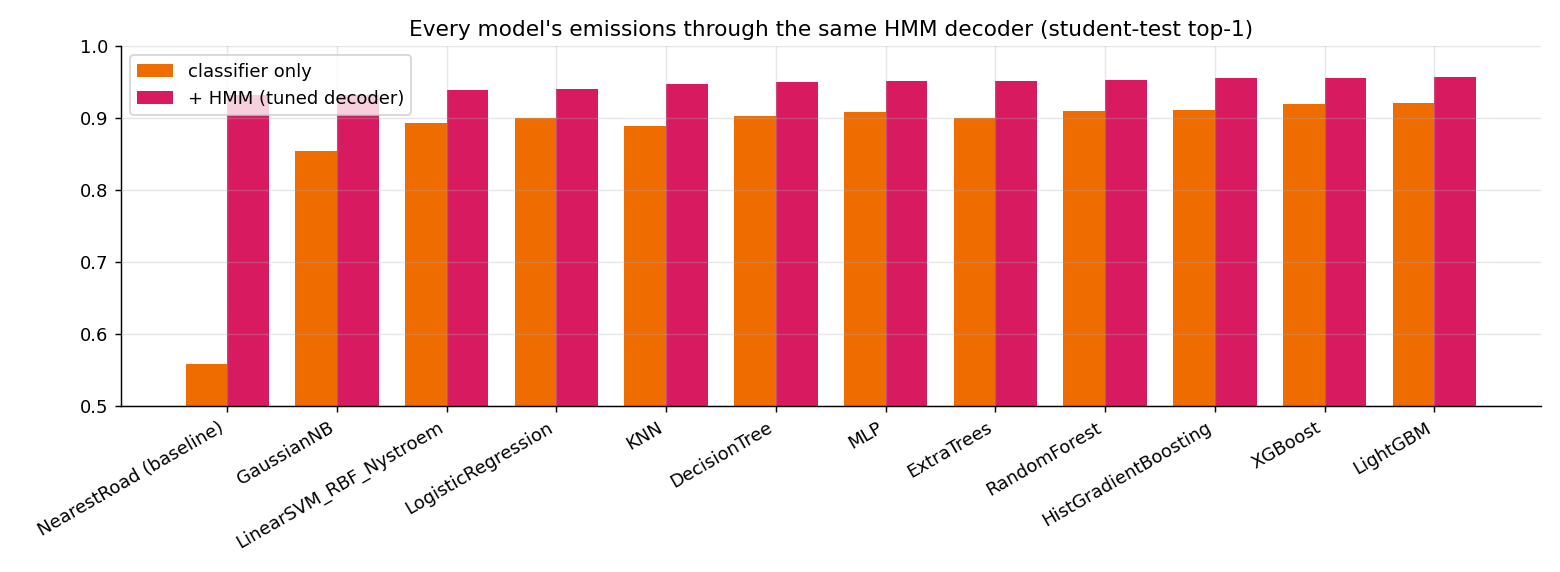 Every model's emissions through the same HMM decoder (student-test top-1)
classifier only
+ HMM (tuned decoder)
1.0
0.9
0.8
0.7
0.6
0.5
NearestRoad (baseline)
GaussianNB
LinearSVM_RBF_Nystroem
LogisticRegression
KNN
DecisionTree
MLP
ExtraTrees
RandomForest
HistGradientBoosting
XGBoost
LightGBM